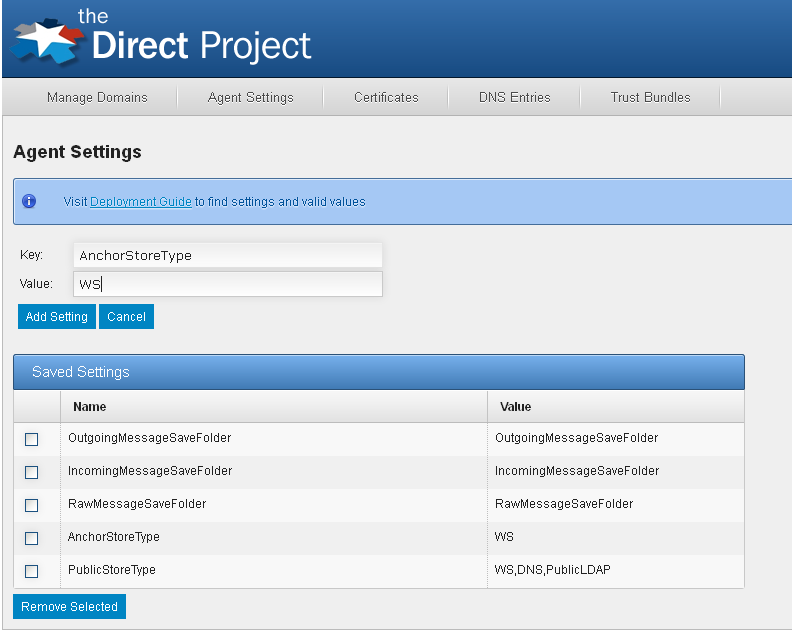 the
Direct Project
Manage Domains Agent Settings Certificates DNS Entries Trust Bundles
Agent Settings
Visit Deployment Guide to find settings and valid values
Key: AnchorStoreType
Value: WS
Add Setting Cancel
Saved Settings
Name Value
OutgoingMessageSaveFolder OutgoingMessageSaveFolder
IncomingMessageSaveFolder IncomingMessageSaveFolder
RawMessageSaveFolder RawMessageSaveFolder
AnchorStoreType WS
PublicStoreType WS,DNS,PublicLDAP
Remove Selected